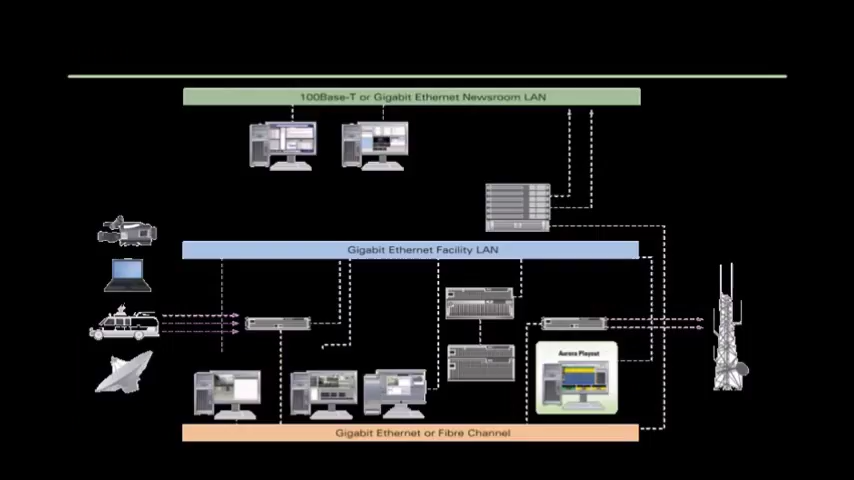 100Base-T or Gigabit Ethernet Newsroom LAN
Gigabit Ethernet Facility LAN
Aurora Playout
Gigabit Ethernet or Fibre Channel